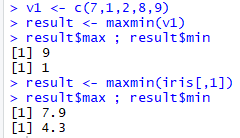 > v1 <- c(7,1,2,8,9)
> result <- maxmin(v1)
> result$max ; result$min
[1] 9
[1] 1
> result <- maxmin(iris[,1])
> result$max ; result$min
[1] 7.9
[1] 4.3